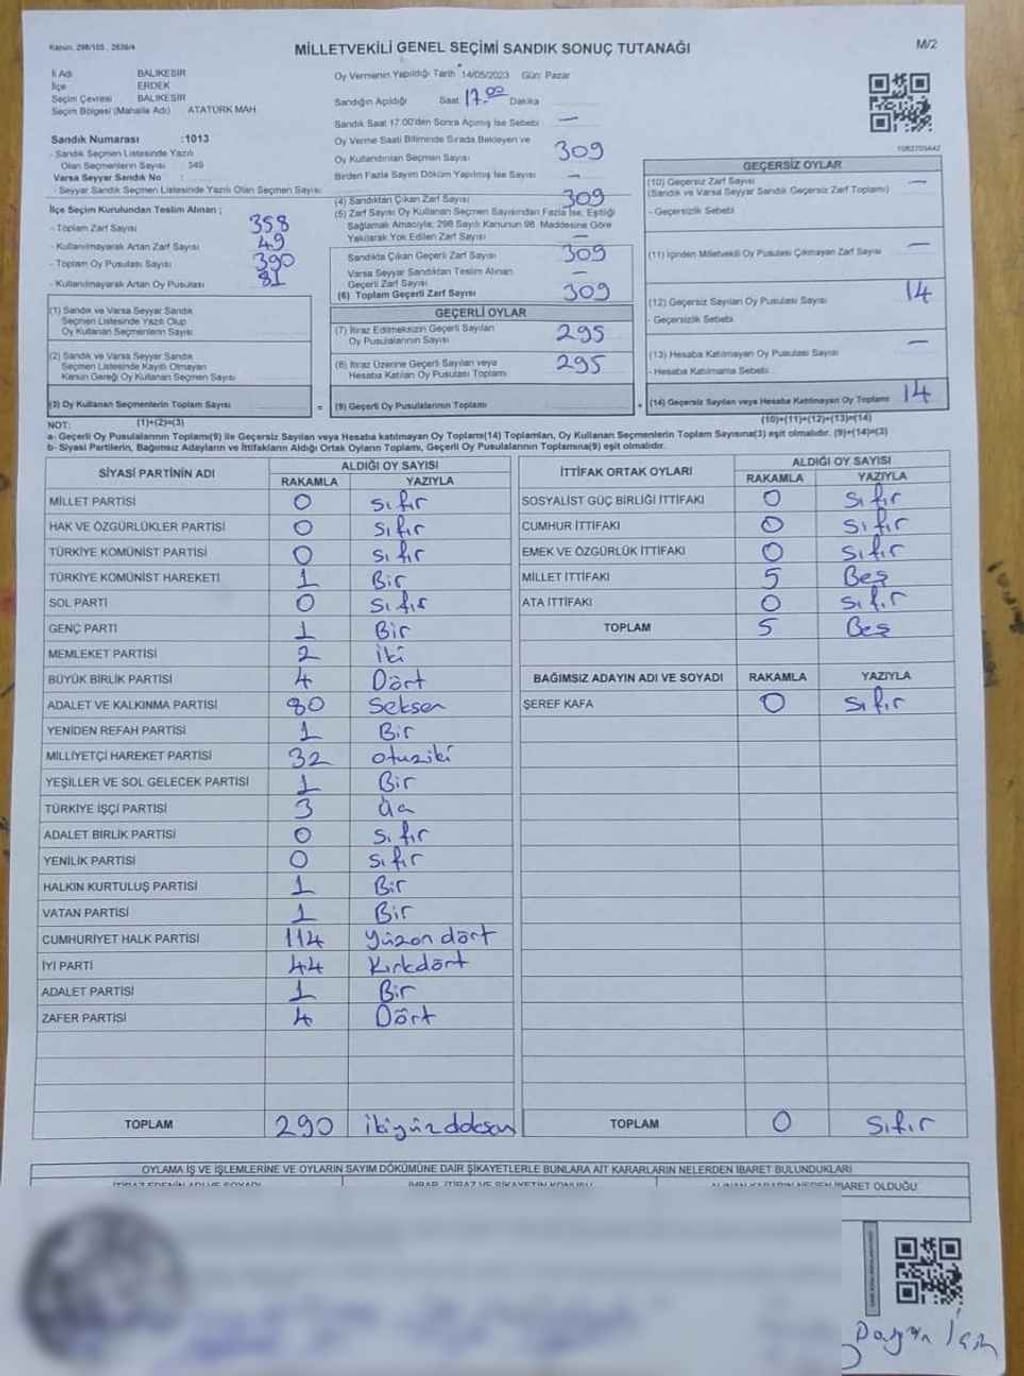 Kanun, 298/105, 2839/4
MİLLETVEKİLİ GENEL SEÇİMİ SANDIK SONUÇ TUTANAĞI
M/2
İl Adı BALIKESİR
İlçe ERDEK
Seçim Çevresi BALIKESİR
Seçim Bölgesi (Mahalle Adı) ATATÜRK MAH
Sandık Numarası :1013
- Sandık Seçmen Listesinde Yazılı
Olan Seçmenlerin Sayısı : 349
Varsa Seyyar Sandık No :
- Seyyar Sandık Seçmen Listesinde Yazılı Olan Seçmen Sayısı:
İlçe Seçim Kurulundan Teslim Alınan ;
- Toplam Zarf Sayısı 358
- Kullanılmayarak Artan Zarf Sayısı 49
- Toplam Oy Pusulası Sayısı 390
- Kullanılmayarak Artan Oy Pusulası 81
(1) Sandık ve Varsa Seyyar Sandık
Seçmen Listesinde Yazılı Olup
Oy Kullanan Seçmenlerin Sayısı
(2) Sandık ve Varsa Seyyar Sandık
Seçmen Listesinde Kayıtlı Olmayan
Kanun Gereği Oy Kullanan Seçmen Sayısı
(3) Oy Kullanan Seçmenlerin Toplam Sayısı
(1)+(2)=(3)
Oy Vermenin Yapıldığı Tarih 14/05/2023 Gün: Pazar
Sandığın Açıldığı Saat 17.00 Dakika
Sandık Saat 17.00'den Sonra Açılmış İse Sebebi —
Oy Verme Saati Bitiminde Sırada Bekleyen ve
Oy Kullandırılan Seçmen Sayısı 309
Birden Fazla Sayım Döküm Yapılmış İse Sayısı —
(4) Sandıktan Çıkan Zarf Sayısı 309
(5) Zarf Sayısı Oy Kullanan Seçmen Sayısından Fazla İse, Eşitliği
Sağlamak Amacıyla, 298 Sayılı Kanunun 98. Maddesine Göre
Yakılarak Yok Edilen Zarf Sayısı —
Sandıkta Çıkan Geçerli Zarf Sayısı 309
Varsa Seyyar Sandıktan Teslim Alınan
Geçerli Zarf Sayısı —
(6) Toplam Geçerli Zarf Sayısı 309
GEÇERLİ OYLAR
(7) İtiraz Edilmeksizin Geçerli Sayılan
Oy Pusulalarının Sayısı 295
(8) İtiraz Üzerine Geçerli Sayılan veya
Hesaba Katılan Oy Pusulası Toplamı 295
= (9) Geçerli Oy Pusulalarının Toplamı
GEÇERSİZ OYLAR
(10) Geçersiz Zarf Sayısı —
(Sandık ve Varsa Seyyar Sandık Geçersiz Zarf Toplamı)
- Geçersizlik Sebebi
(11) İçinden Milletvekili Oy Pusulası Çıkmayan Zarf Sayısı —
(12) Geçersiz Sayılan Oy Pusulası Sayısı 14
- Geçersizlik Sebebi
(13) Hesaba Katılmayan Oy Pusulası Sayısı —
- Hesaba Katılmama Sebebi
+ (14) Geçersiz Sayılan veya Hesaba Katılmayan Oy Toplamı 14
(10)+(11)+(12)+(13)=(14)
NOT:
a- Geçerli Oy Pusulalarının Toplamı(9) ile Geçersiz Sayılan veya Hesaba katılmayan Oy Toplamı(14) Toplamları, Oy Kullanan Seçmenlerin Toplam Sayısına(3) eşit olmalıdır. (9)+(14)=(3)
b- Siyasi Partilerin, Bağımsız Adayların ve İttifakların Aldığı Ortak Oyların Toplamı, Geçerli Oy Pusulalarının Toplamına(9) eşit olmalıdır.
SİYASİ PARTİNİN ADI ALDIĞI OY SAYISI
RAKAMLA YAZIYLA
MİLLET PARTİSİ 0 Sıfır
HAK VE ÖZGÜRLÜKLER PARTİSİ 0 Sıfır
TÜRKİYE KOMÜNİST PARTİSİ 0 Sıfır
TÜRKİYE KOMÜNİST HAREKETİ 1 Bir
SOL PARTİ 0 Sıfır
GENÇ PARTİ 1 Bir
MEMLEKET PARTİSİ 2 İki
BÜYÜK BİRLİK PARTİSİ 4 Dört
ADALET VE KALKINMA PARTİSİ 80 Seksen
YENİDEN REFAH PARTİSİ 1 Bir
MİLLİYETÇİ HAREKET PARTİSİ 32 otuziki
YEŞİLLER VE SOL GELECEK PARTİSİ 1 Bir
TÜRKİYE İŞÇİ PARTİSİ 3 Üç
ADALET BİRLİK PARTİSİ 0 Sıfır
YENİLİK PARTİSİ 0 Sıfır
HALKIN KURTULUŞ PARTİSİ 1 Bir
VATAN PARTİSİ 1 Bir
CUMHURİYET HALK PARTİSİ 114 Yüzondört
İYİ PARTİ 44 Kırkdört
ADALET PARTİSİ 1 Bir
ZAFER PARTİSİ 4 Dört
TOPLAM 290 İkiyüzdoksan
İTTİFAK ORTAK OYLARI ALDIĞI OY SAYISI
RAKAMLA YAZIYLA
SOSYALİST GÜÇ BİRLİĞİ İTTİFAKI 0 Sıfır
CUMHUR İTTİFAKI 0 Sıfır
EMEK VE ÖZGÜRLÜK İTTİFAKI 0 Sıfır
MİLLET İTTİFAKI 5 Beş
ATA İTTİFAKI 0 Sıfır
TOPLAM 5 Beş
BAĞIMSIZ ADAYIN ADI VE SOYADI RAKAMLA YAZIYLA
ŞEREF KAFA 0 Sıfır
TOPLAM 0 Sıfır
OYLAMA İŞ VE İŞLEMLERİNE VE OYLARIN SAYIM DÖKÜMÜNE DAİR ŞİKAYETLERLE BUNLARA AİT KARARLARIN NELERDEN İBARET BULUNDUKLARI
İTİRAZ EDENİN ADI VE SOYADI İHBAR, İTİRAZ VE ŞİKAYETİN KONUSU ALINAN KARARIN NEDEN İBARET OLDUĞU